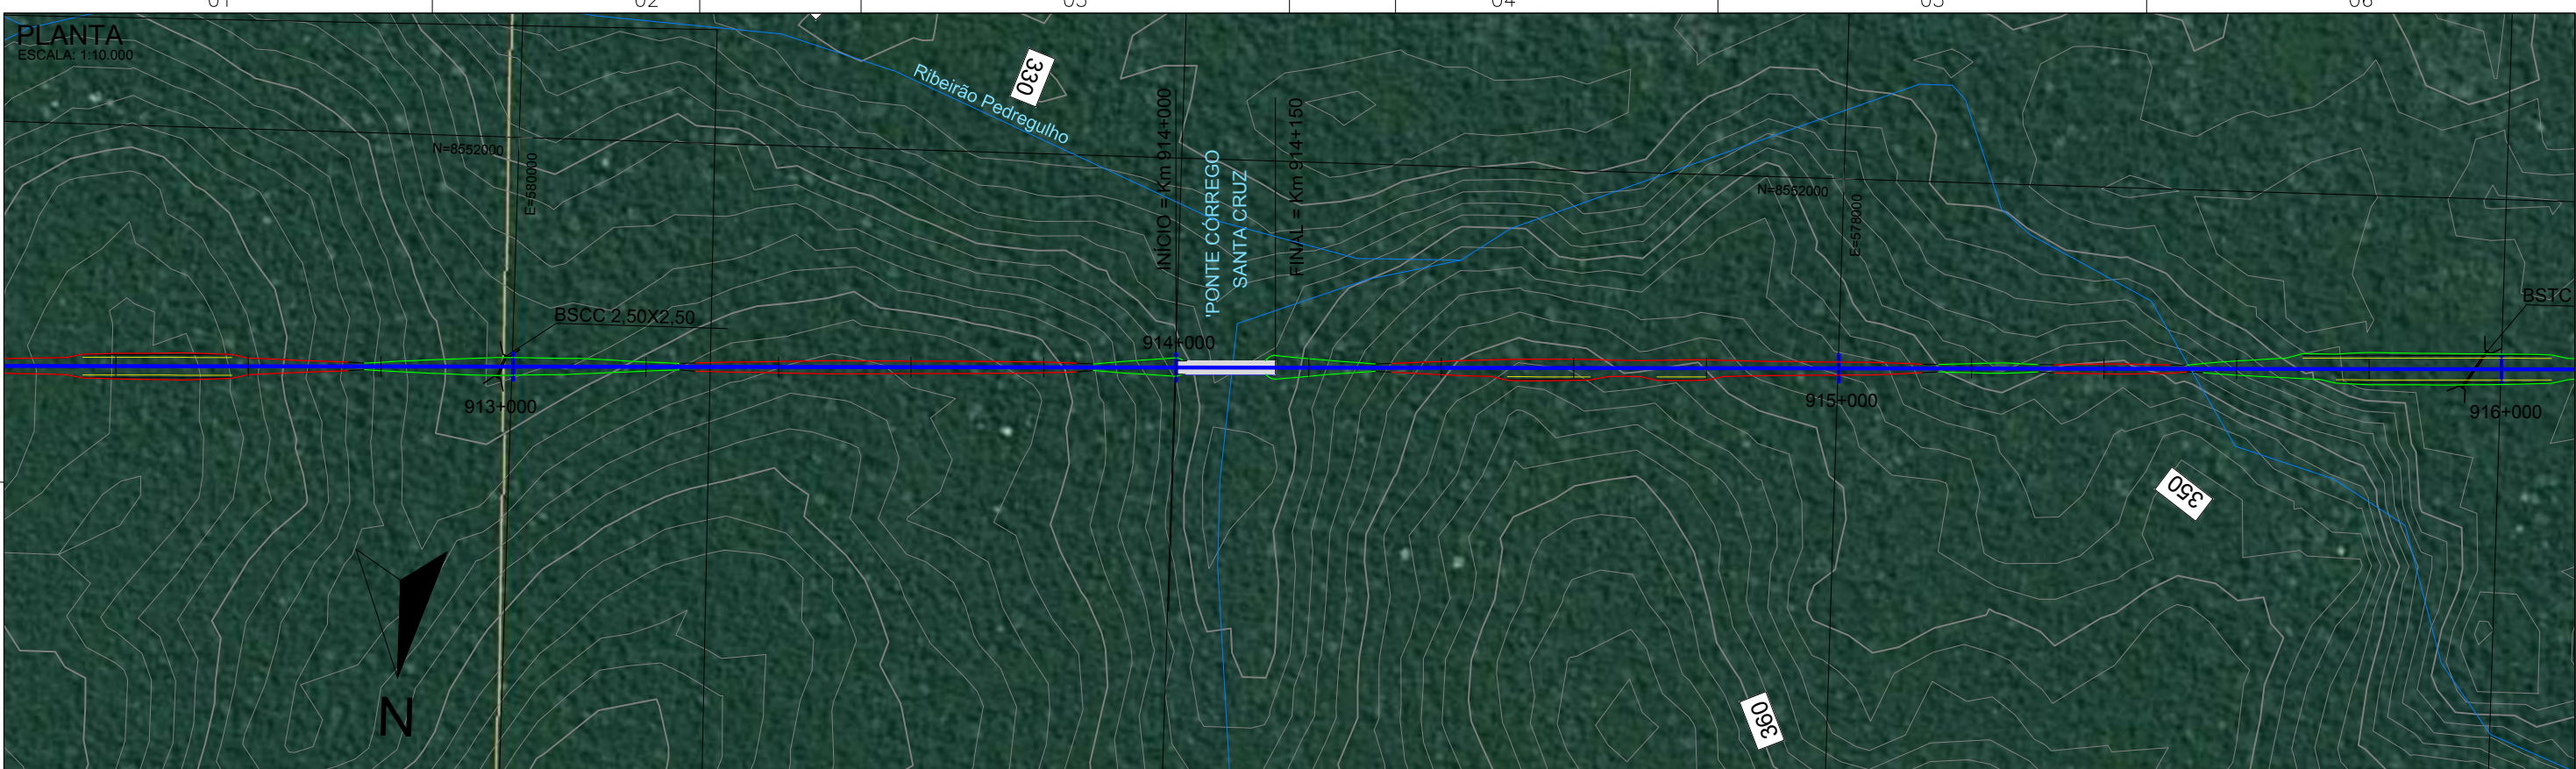 01 02 03 04 05 06
PLANTA
ESCALA: 1:10.000
330
Ribeirão Pedregulho
N=8552000
E=580000
INICIO = Km 914+000
'PONTE CÓRREGO
SANTA CRUZ
FINAL = Km 914+150
N=8552000
E=578000
BSCC 2,50X2,50
BSTC
914+000
913+000
915+000
916+000
350
360
N